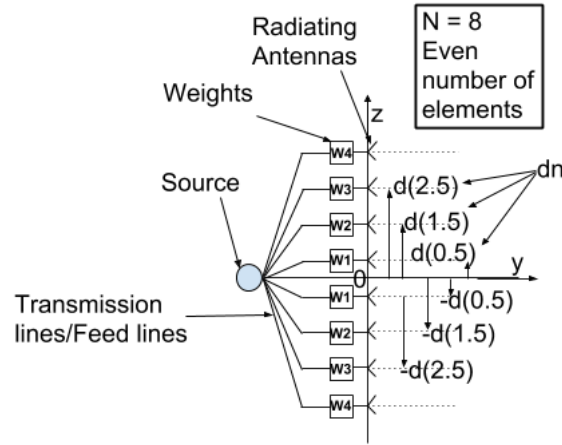 Radiating
Antennas
N = 8
Even
number of
elements
Weights
z
W4
Source
W3
d(2.5)
dn
W2
d(1.5)
W1
d(0.5)
0
y
W1
-d(0.5)
Transmission
lines/Feed lines
W2
-d(1.5)
W3
-d(2.5)
W4